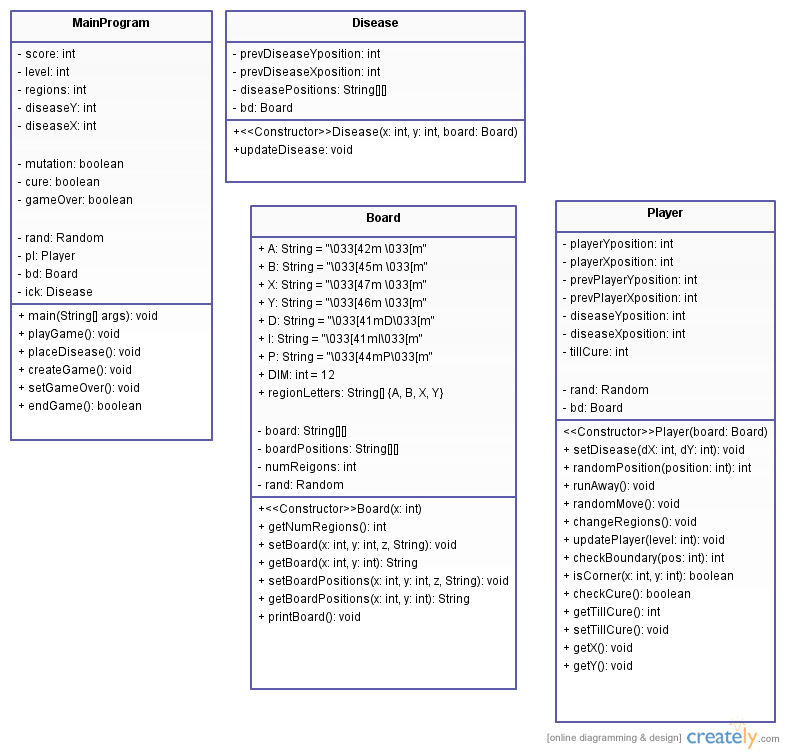 MainProgram
- score: int
- level: int
- regions: int
- diseaseY: int
- diseaseX: int
- mutation: boolean
- cure: boolean
- gameOver: boolean
- rand: Random
- pl: Player
- bd: Board
- ick: Disease
+ main(String[] args): void
+ playGame(): void
+ placeDisease(): void
+ createGame(): void
+ setGameOver(): void
+ endGame(): boolean
Disease
- prevDiseaseYposition: int
- prevDiseaseXposition: int
- diseasePositions: String[][]
- bd: Board
+<<Constructor>>Disease(x: int, y: int, board: Board)
+updateDisease: void
Board
+ A: String = "\033[42m \033[m"
+ B: String = "\033[45m \033[m"
+ X: String = "\033[47m \033[m"
+ Y: String = "\033[46m \033[m"
+ D: String = "\033[41mD\033[m"
+ I: String = "\033[41mI\033[m"
+ P: String = "\033[44mP\033[m"
+ DIM: int = 12
+ regionLetters: String[] {A, B, X, Y}
- board: String[][]
- boardPositions: String[][]
- numReigons: int
- rand: Random
+<<Constructor>>Board(x: int)
+ getNumRegions(): int
+ setBoard(x: int, y: int, z, String): void
+ getBoard(x: int, y: int): String
+ setBoardPositions(x: int, y: int, z, String): void
+ getBoardPositions(x: int, y: int): String
+ printBoard(): void
Player
- playerYposition: int
- playerXposition: int
- prevPlayerYposition: int
- prevPlayerXposition: int
- diseaseYposition: int
- diseaseXposition: int
- tillCure: int
- rand: Random
- bd: Board
<<Constructor>>Player(board: Board)
+ setDisease(dX: int, dY: int): void
+ randomPosition(position: int): int
+ runAway(): void
+ randomMove(): void
+ changeRegions(): void
+ updatePlayer(level: int): void
+ checkBoundary(pos: int): int
+ isCorner(x: int, y: int): boolean
+ checkCure(): boolean
+ getTillCure(): int
+ setTillCure(): void
+ getX(): void
+ getY(): void
[online diagramming & design] creately.com